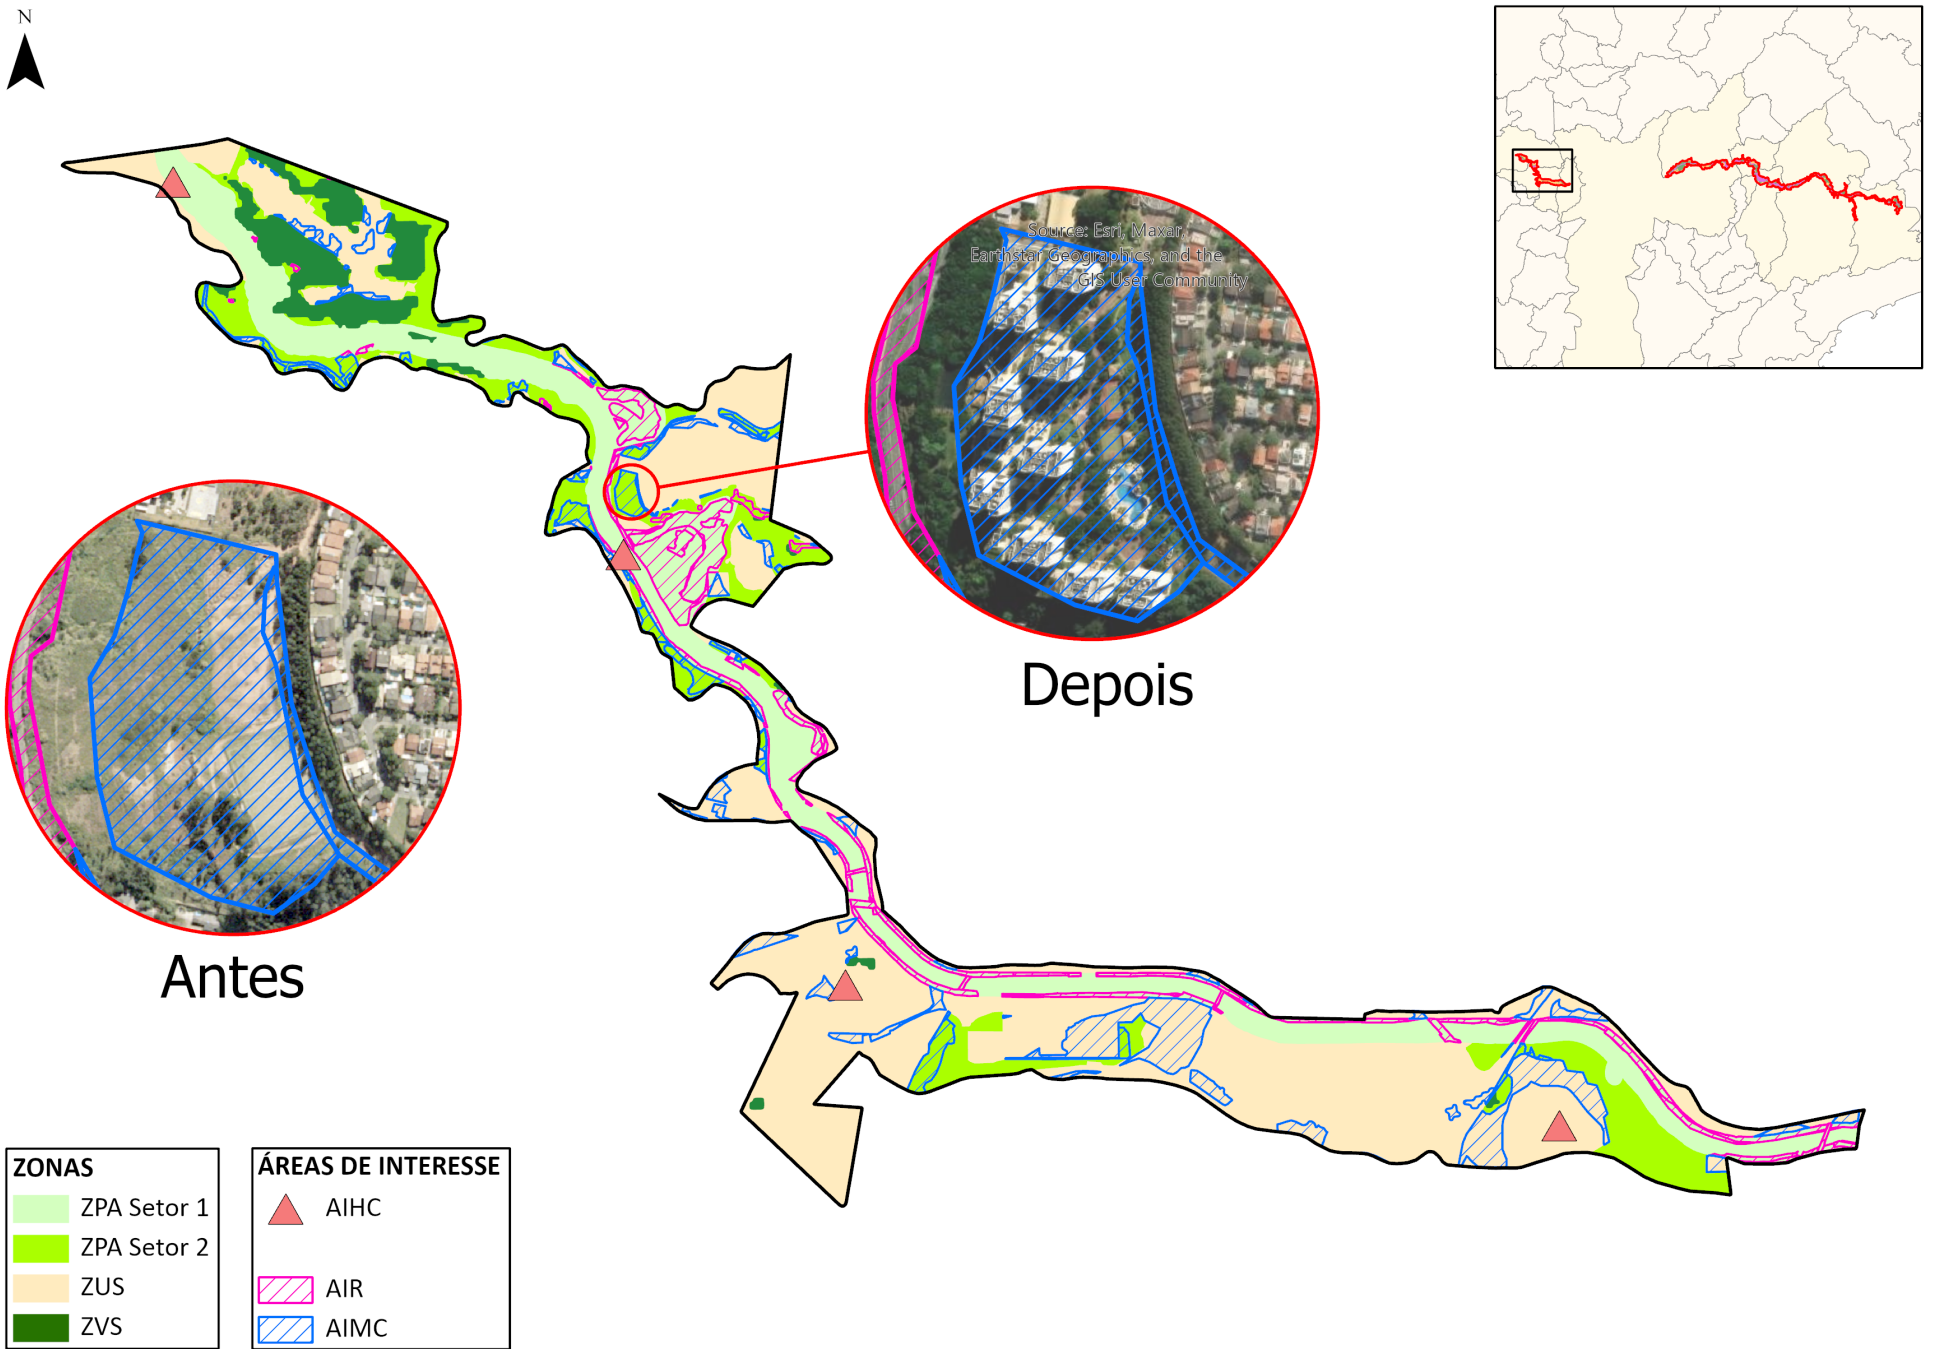 N
Source: Esri, Maxar,
Earthstar Geographics, and the
GIS User Community
Depois
Antes
ZONAS
ZPA Setor 1
ZPA Setor 2
ZUS
ZVS
ÁREAS DE INTERESSE
AIHC
AIR
AIMC